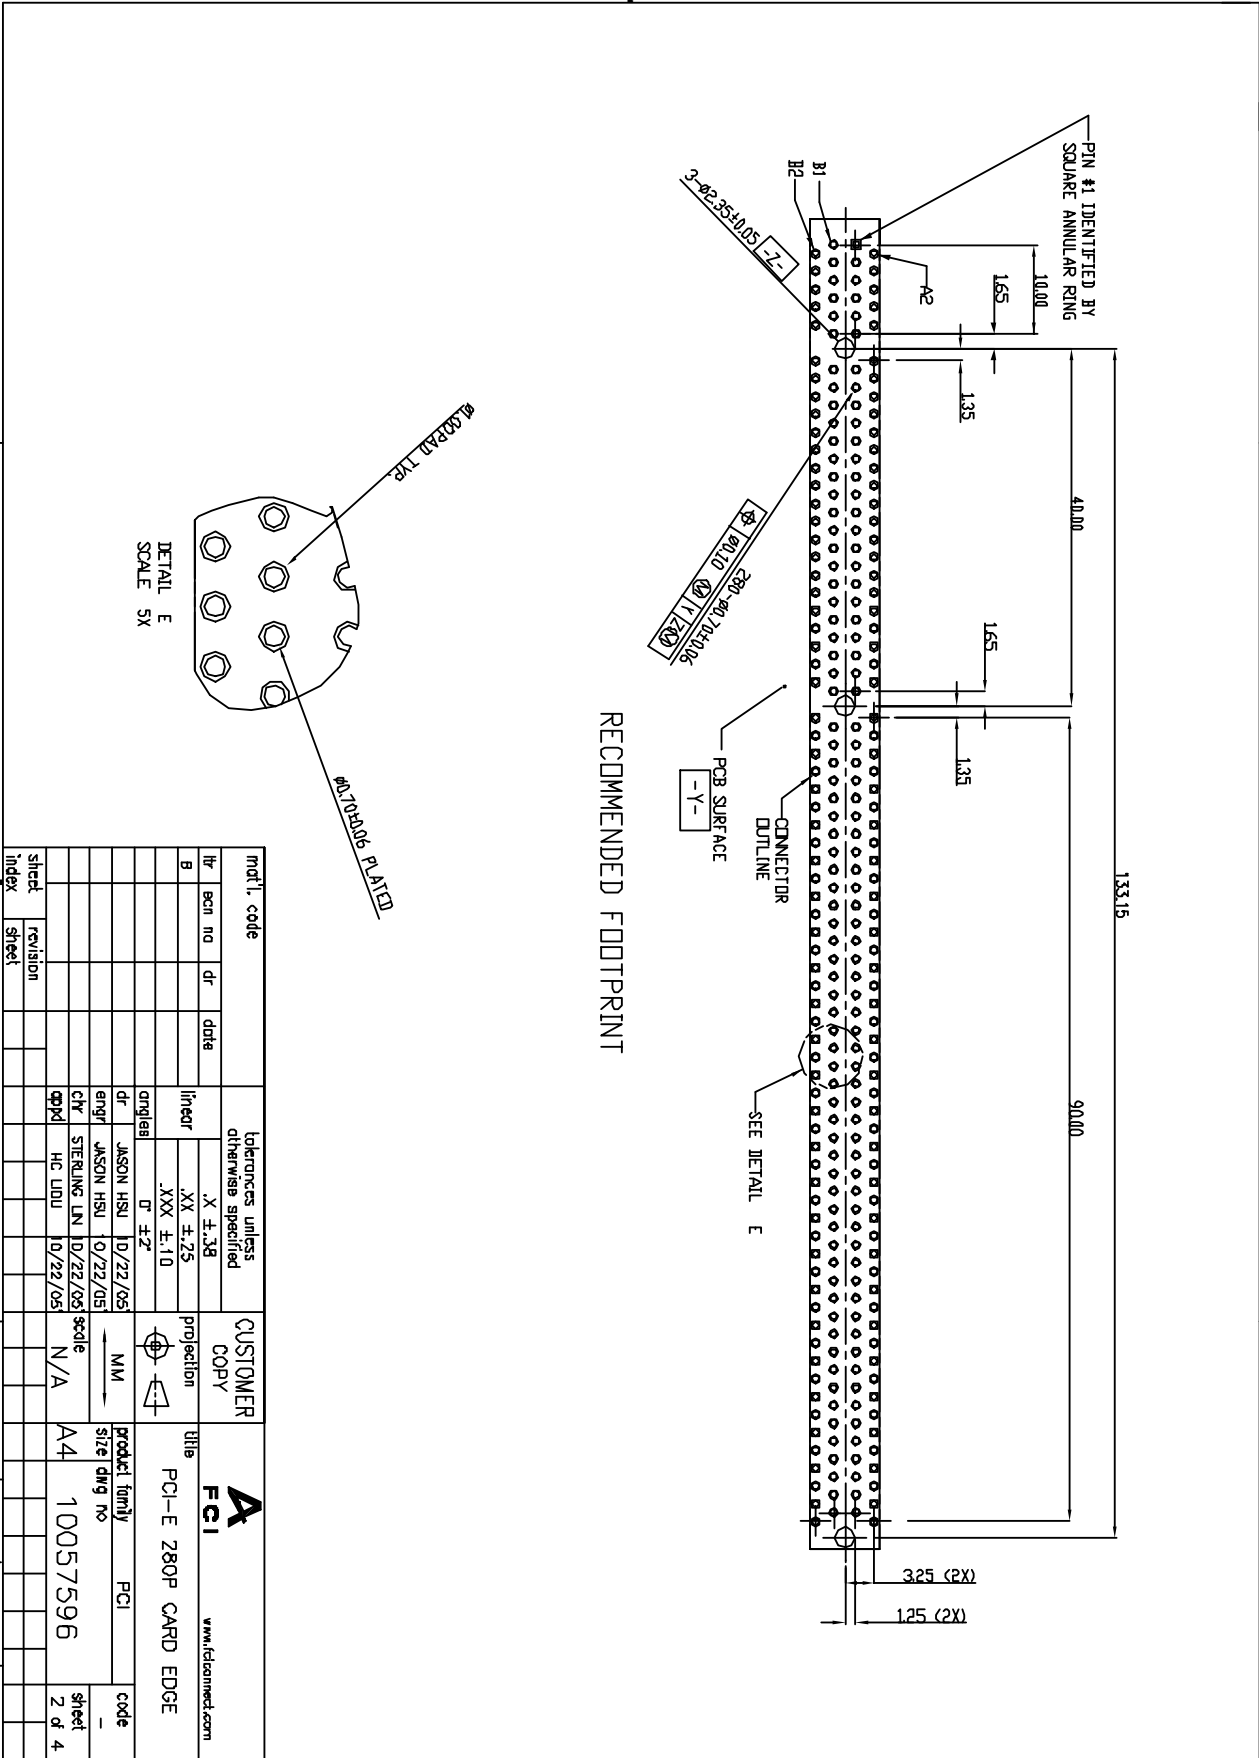 PIN #1 IDENTIFIED BY
SQUARE ANNULAR RING
B1
B2
A2
3-ø2.35±0.05
-Z-
10.00
1.65
1.35
40.00
1.65
1.35
133.15
90.00
3.25 (2X)
1.25 (2X)
280-ø0.70±0.06
⌖ ø0.10 Ⓜ Y ZⓂ
PCB SURFACE
-Y-
CONNECTOR
OUTLINE
SEE DETAIL E
RECOMMENDED FOOTPRINT
ø1.00PAD TYP.
ø0.70±0.06 PLATED
DETAIL E
SCALE 5X
mat'l. code
ltr ecn no dr date
B
sheet
index
revision
sheet
tolerances unless
otherwise specified
linear
.X ±.38
.XX ±.25
.XXX ±.10
angles
0° ±2°
dr JASON HSU 10/22/05'
engr JASON HSU 10/22/05'
chr STERLING LIN 10/22/05'
appd HC LIOU 10/22/05'
CUSTOMER
COPY
projection
MM
scale
N/A
FCI
www.fciconnect.com
title
PCI-E 280P CARD EDGE
product family PCI
code
-
size dwg no
A4 10057596
sheet
2 of 4